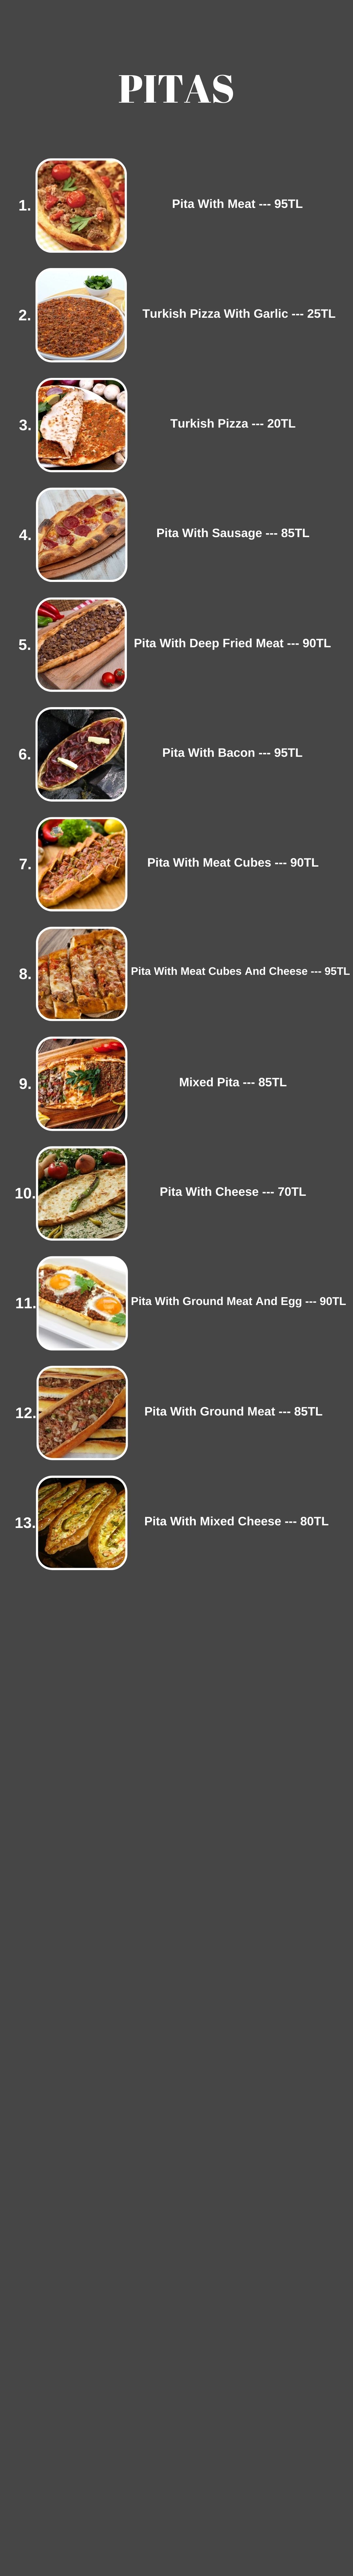 PITAS
1. Pita With Meat --- 95TL
2. Turkish Pizza With Garlic --- 25TL
3. Turkish Pizza --- 20TL
4. Pita With Sausage --- 85TL
5. Pita With Deep Fried Meat --- 90TL
6. Pita With Bacon --- 95TL
7. Pita With Meat Cubes --- 90TL
8. Pita With Meat Cubes And Cheese --- 95TL
9. Mixed Pita --- 85TL
10. Pita With Cheese --- 70TL
11. Pita With Ground Meat And Egg --- 90TL
12. Pita With Ground Meat --- 85TL
13. Pita With Mixed Cheese --- 80TL